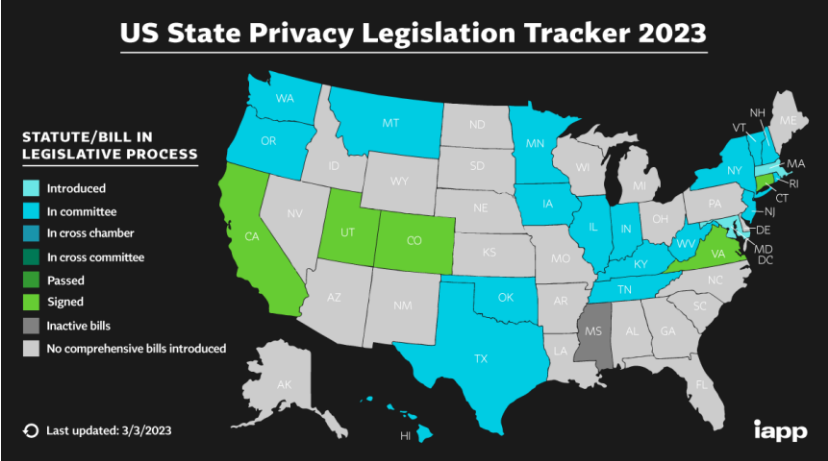 US State Privacy Legislation Tracker 2023
STATUTE/BILL IN
LEGISLATIVE PROCESS
Introduced
In committee
In cross chamber
In cross committee
Passed
Signed
Inactive bills
No comprehensive bills introduced
Last updated: 3/3/2023
WA
OR
CA
NV
ID
MT
WY
UT
CO
AZ
NM
ND
SD
NE
KS
OK
TX
MN
IA
MO
AR
LA
WI
IL
MI
IN
OH
KY
TN
MS
AL
GA
FL
SC
NC
VA
WV
PA
NY
VT
NH
ME
MA
RI
CT
NJ
DE
MD
DC
AK
HI
iapp